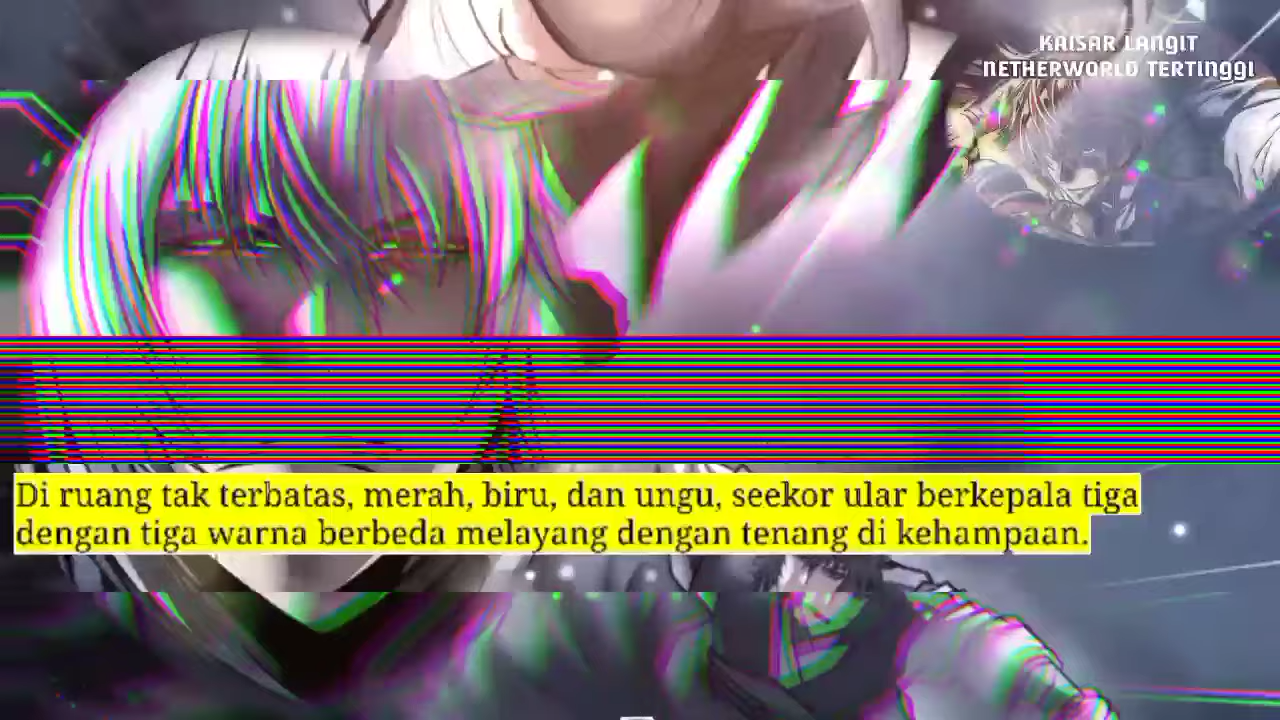 KAISAR LANGIT
NETHERWORLD TERTINGGI
Di ruang tak terbatas, merah, biru, dan ungu, seekor ular berkepala tiga
dengan tiga warna berbeda melayang dengan tenang di kehampaan.